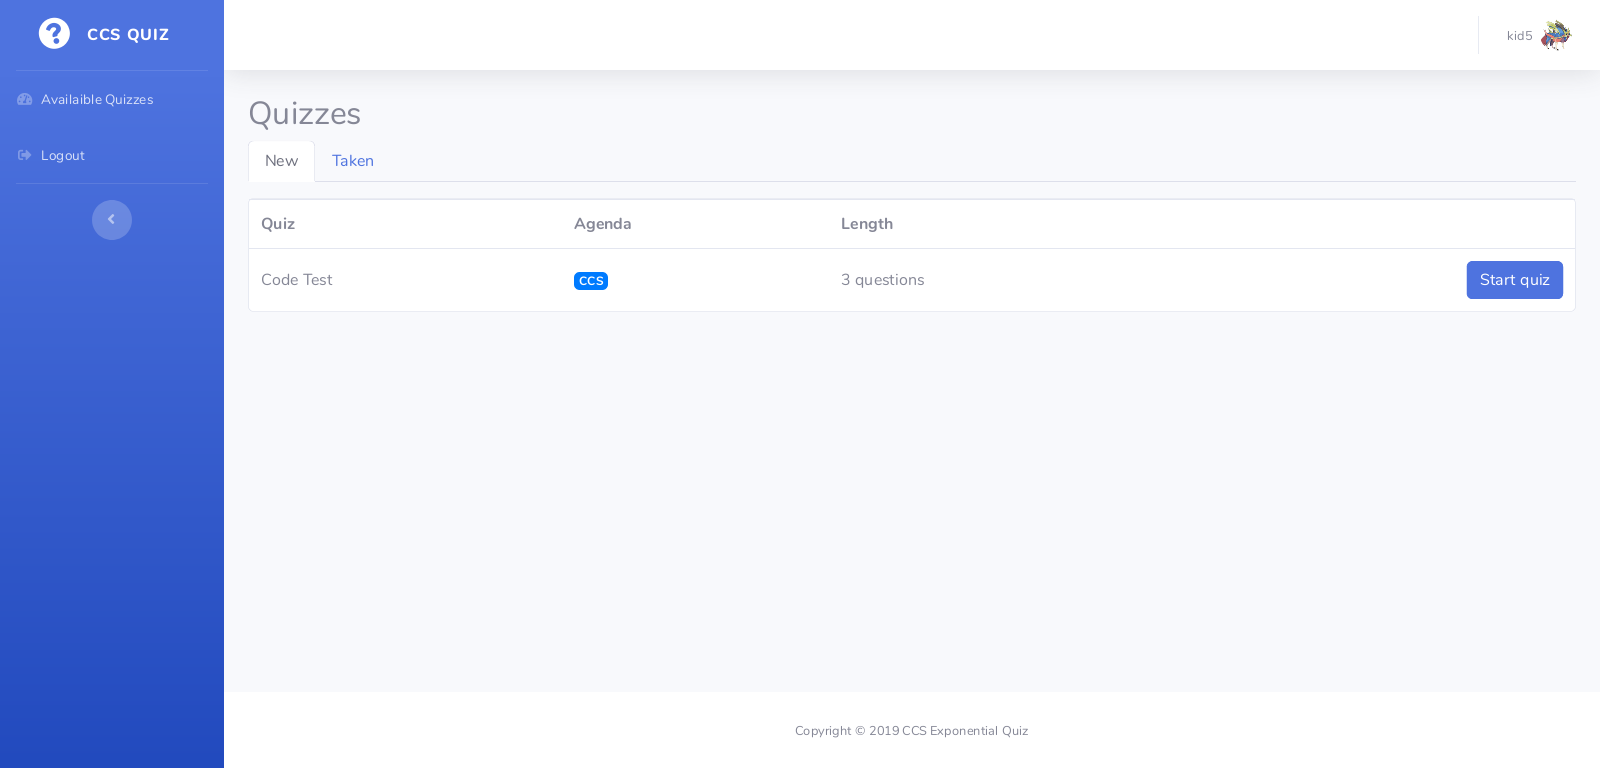 CCS QUIZ
kid5
Availaible Quizzes
Logout
Quizzes
New Taken
Quiz Agenda Length
Code Test CCS 3 questions Start quiz
Copyright © 2019 CCS Exponential Quiz